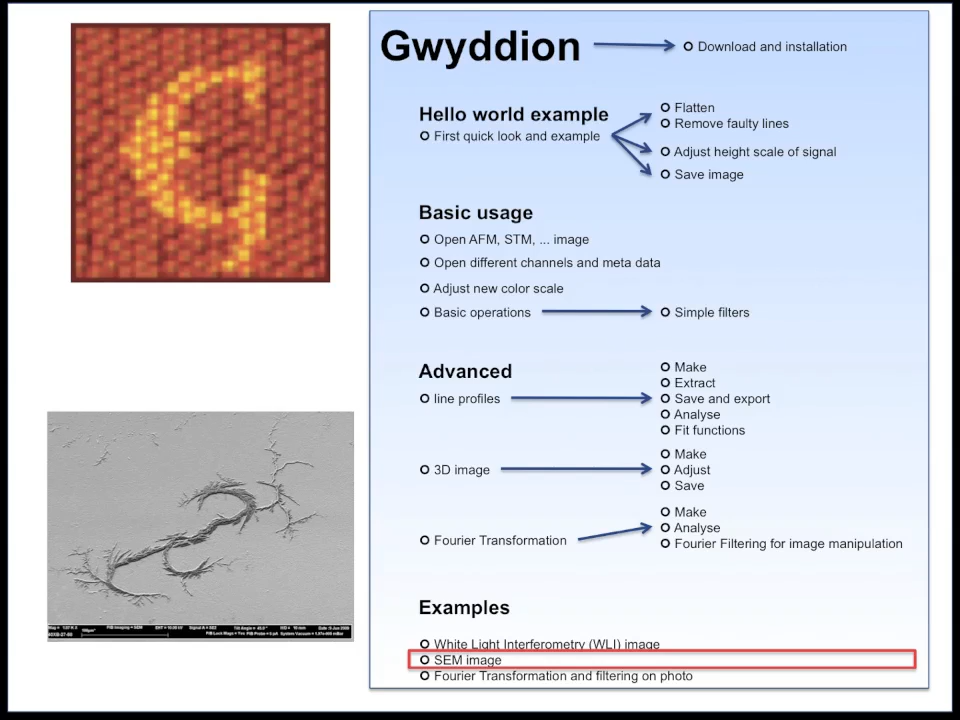 Gwyddion
Download and installation
Hello world example
First quick look and example
Flatten
Remove faulty lines
Adjust height scale of signal
Save image
Basic usage
Open AFM, STM, ... image
Open different channels and meta data
Adjust new color scale
Basic operations
Simple filters
Advanced
line profiles
Make
Extract
Save and export
Analyse
Fit functions
3D image
Make
Adjust
Save
Fourier Transformation
Make
Analyse
Fourier Filtering for image manipulation
Examples
White Light Interferometry (WLI) image
SEM image
Fourier Transformation and filtering on photo